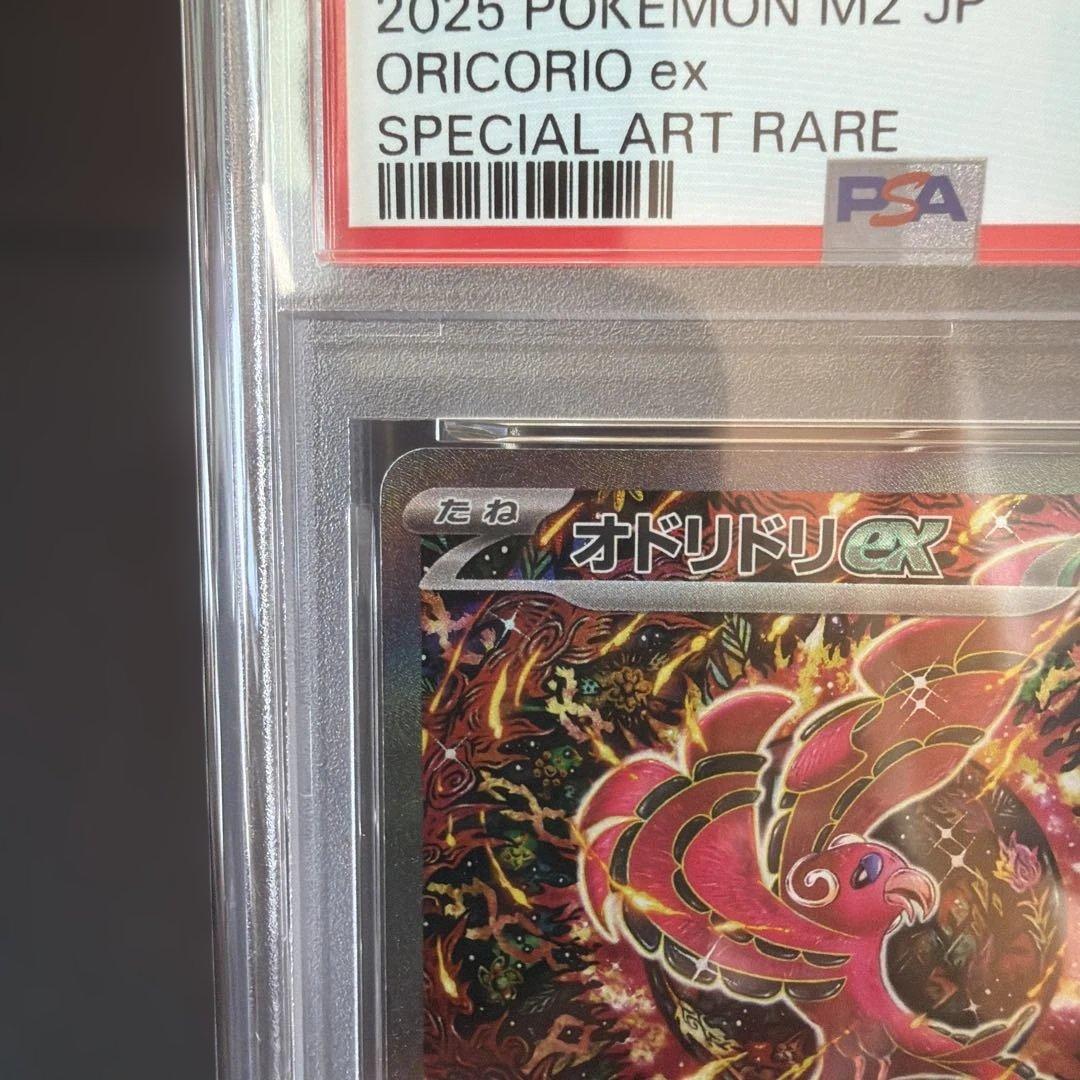 2025 POKEMON M2 JP
ORICORIO ex
SPECIAL ART RARE
PSA
たね
オドリドリex